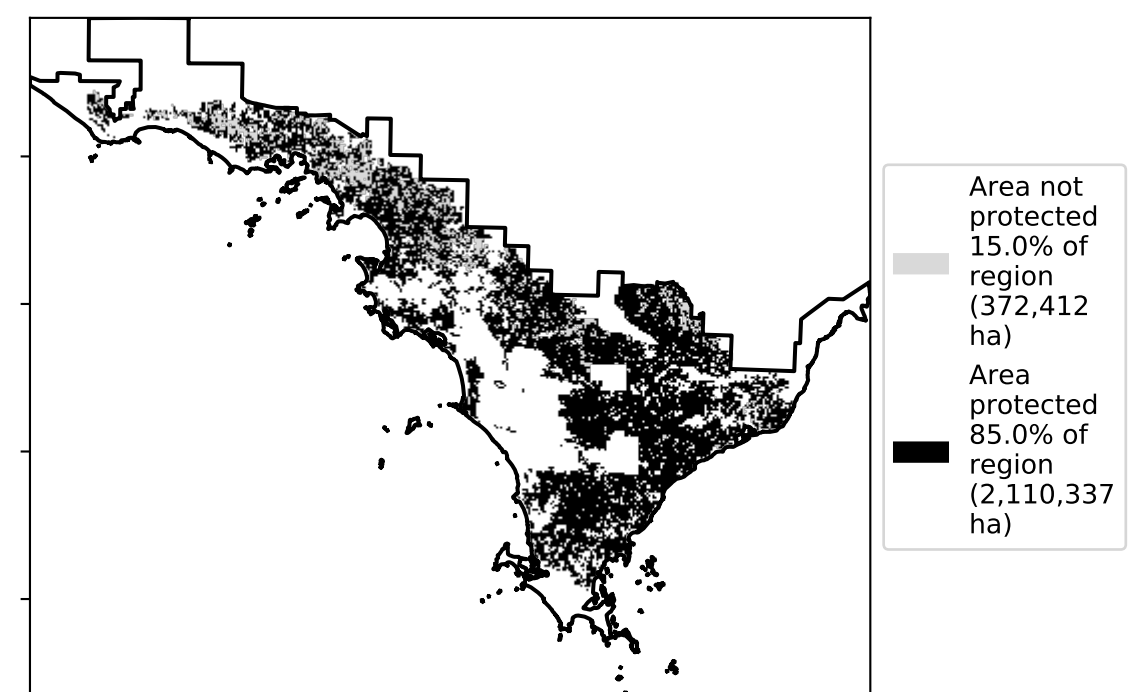 Area not
protected
15.0% of
region
(372,412
ha)
Area
protected
85.0% of
region
(2,110,337
ha)